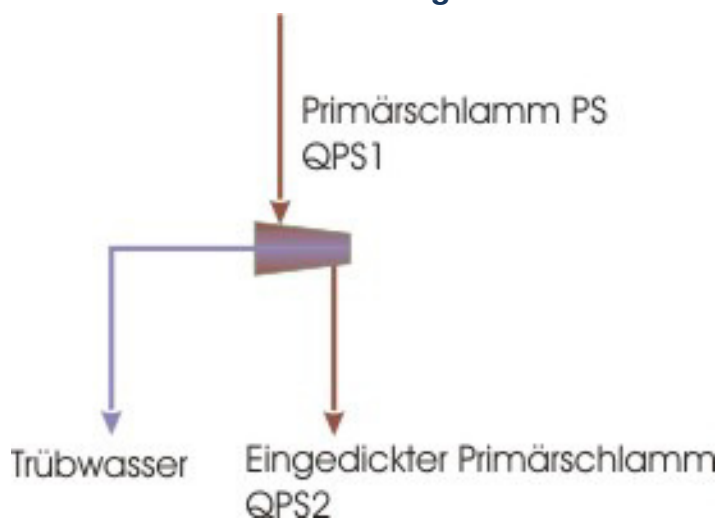 Primärschlamm PS
QPS1
Trübwasser
Eingedickter Primärschlamm
QPS2